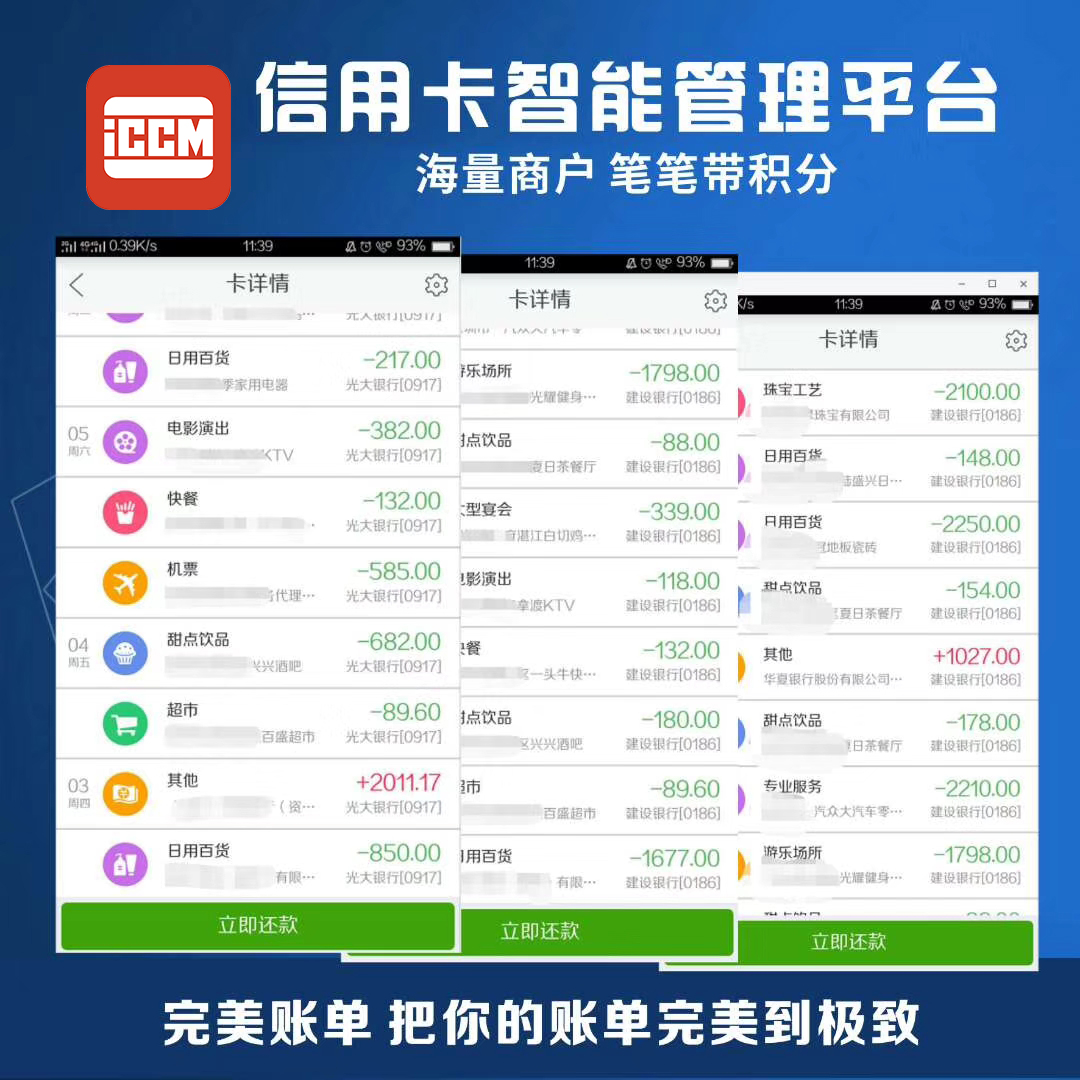 iCCM
信用卡智能管理平台
海量商户 笔笔带积分
0.39K/s 11:39 93%
卡详情
光大银行[0917]
日用百货 -217.00
季家用电器 光大银行[0917]
05 电影演出 -382.00
周六 KTV 光大银行[0917]
快餐 -132.00
光大银行[0917]
机票 -585.00
代理… 光大银行[0917]
04 甜点饮品 -682.00
周五 兴兴酒吧 光大银行[0917]
超市 -89.60
百盛超市 光大银行[0917]
03 其他 +2011.17
周四 (资… 光大银行[0917]
日用百货 -850.00
有限… 光大银行[0917]
立即还款
11:39 93%
卡详情
建设银行[0186]
乐场所 -1798.00
光耀健身… 建设银行[0186]
点饮品 -88.00
夏日茶餐厅 建设银行[0186]
型宴会 -339.00
湛江白切鸡… 建设银行[0186]
影演出 -118.00
拿渡KTV 建设银行[0186]
餐 -132.00
一头牛快… 建设银行[0186]
点饮品 -180.00
区兴兴酒吧 建设银行[0186]
市 -89.60
百盛超市 建设银行[0186]
用百货 -1677.00
有限… 建设银行[0186]
立即还款
K/s 11:39 93%
卡详情
珠宝工艺 -2100.00
珠宝有限公司 建设银行[0186]
日用百货 -148.00
陆盛兴日… 建设银行[0186]
日用百货 -2250.00
冠地板瓷砖 建设银行[0186]
甜点饮品 -154.00
夏日茶餐厅 建设银行[0186]
其他 +1027.00
华夏银行股份有限公司… 建设银行[0186]
甜点饮品 -178.00
夏日茶餐厅 建设银行[0186]
专业服务 -2210.00
汽众大汽车零… 建设银行[0186]
游乐场所 -1798.00
光耀健身… 建设银行[0186]
立即还款
完美账单 把你的账单完美到极致